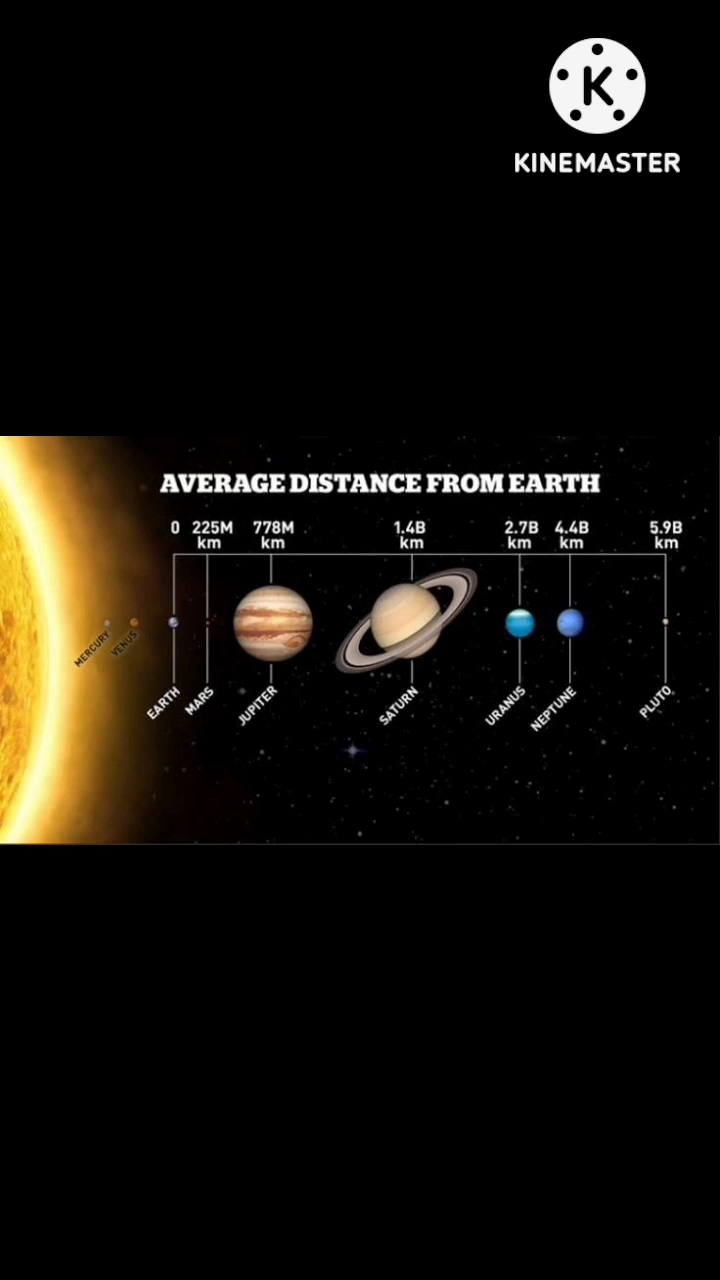 K
KINEMASTER
AVERAGE DISTANCE FROM EARTH
0 225M km 778M km 1.4B km 2.7B km 4.4B km 5.9B km
MERCURY VENUS EARTH MARS JUPITER SATURN URANUS NEPTUNE PLUTO